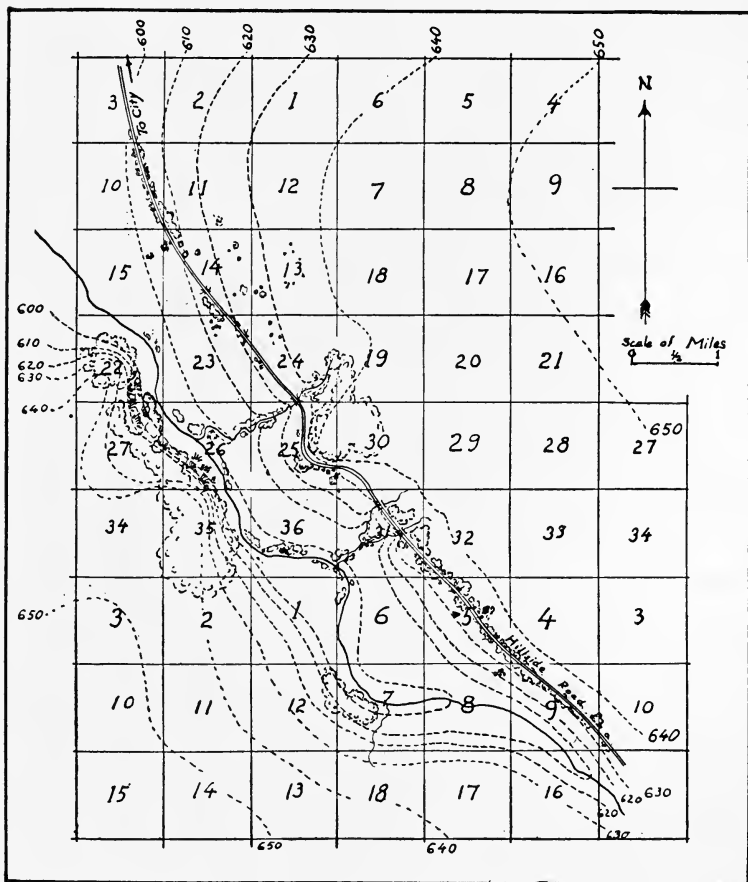 600 610 620 630 640 650
3 2 1 6 5 4
To City
N
10 11 12 7 8 9
15 14 13 18 17 16
600
610
620
630
640
22 23 24 19 20 21
Scale of Miles
0 ½ 1
650
27 26 25 30 29 28 27
34 35 36 32 33 34
650
3 2 1 6 5 4 3
Hillside Road
10 11 12 7 8 9 10
640
15 14 13 18 17 16
620 630
620
630
650 640